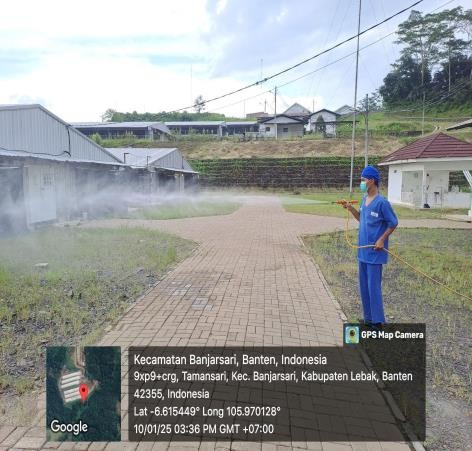 GPS Map Camera
Kecamatan Banjarsari, Banten, Indonesia
9xp9+crg, Tamansari, Kec. Banjarsari, Kabupaten Lebak, Banten
42355, Indonesia
Lat -6.615449° Long 105.970128°
10/01/25 03:36 PM GMT +07:00
Google